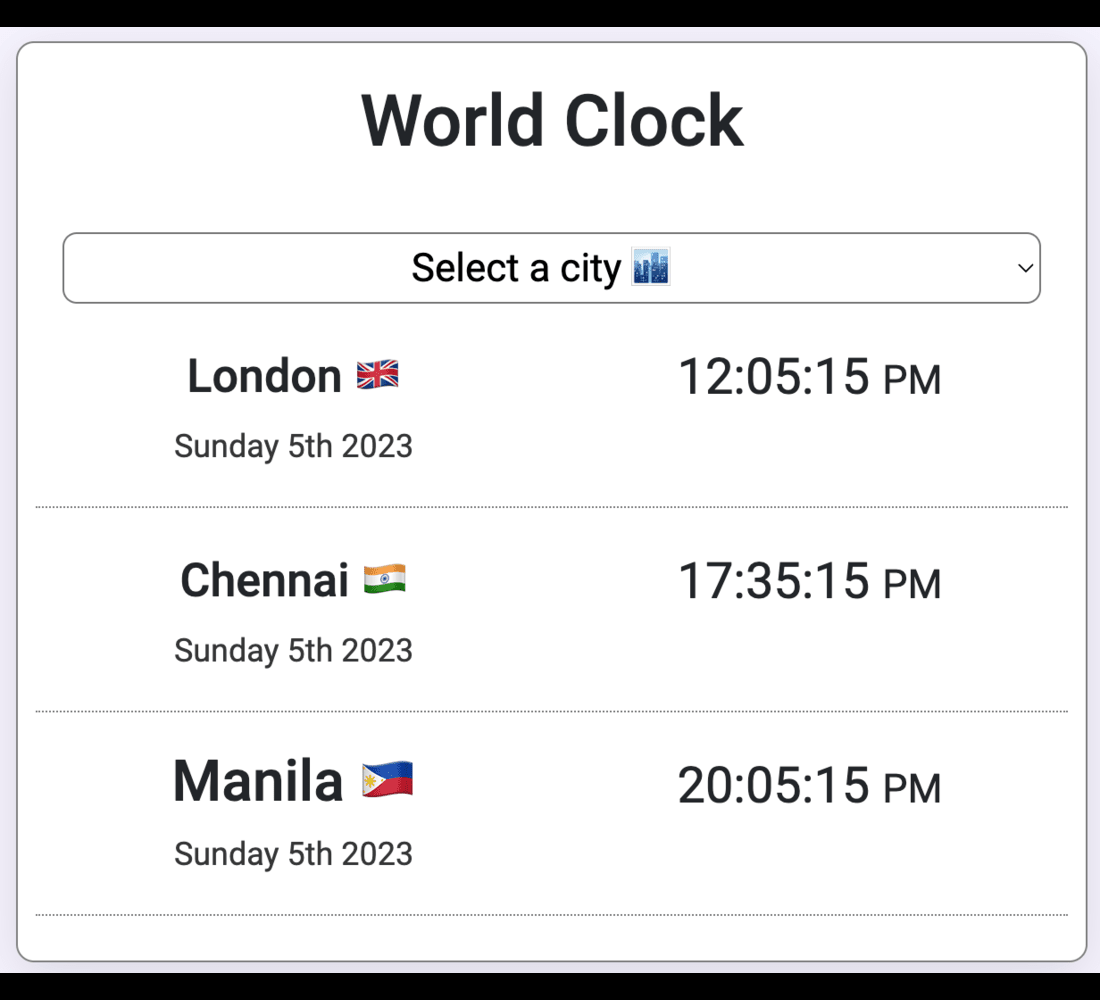 World Clock
Select a city 🏙️
London 🇬🇧 12:05:15 PM
Sunday 5th 2023
Chennai 🇮🇳 17:35:15 PM
Sunday 5th 2023
Manila 🇵🇭 20:05:15 PM
Sunday 5th 2023